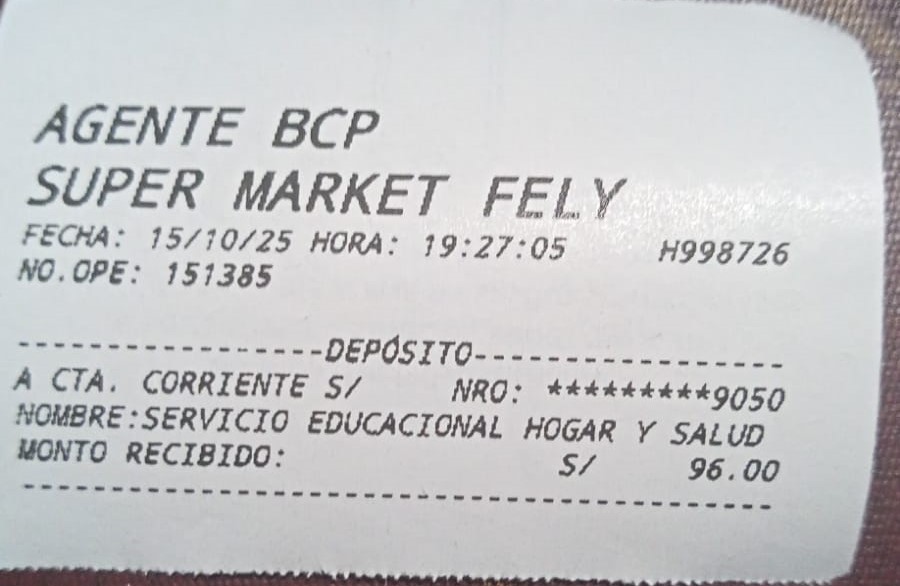 AGENTE BCP
SUPER MARKET FELY
FECHA: 15/10/25 HORA: 19:27:05 H998726
NO.OPE: 151385
-----------------DEPÓSITO-----------------
A CTA. CORRIENTE S/ NRO: *********9050
NOMBRE:SERVICIO EDUCACIONAL HOGAR Y SALUD
MONTO RECIBIDO: S/ 96.00
------------------------------------------